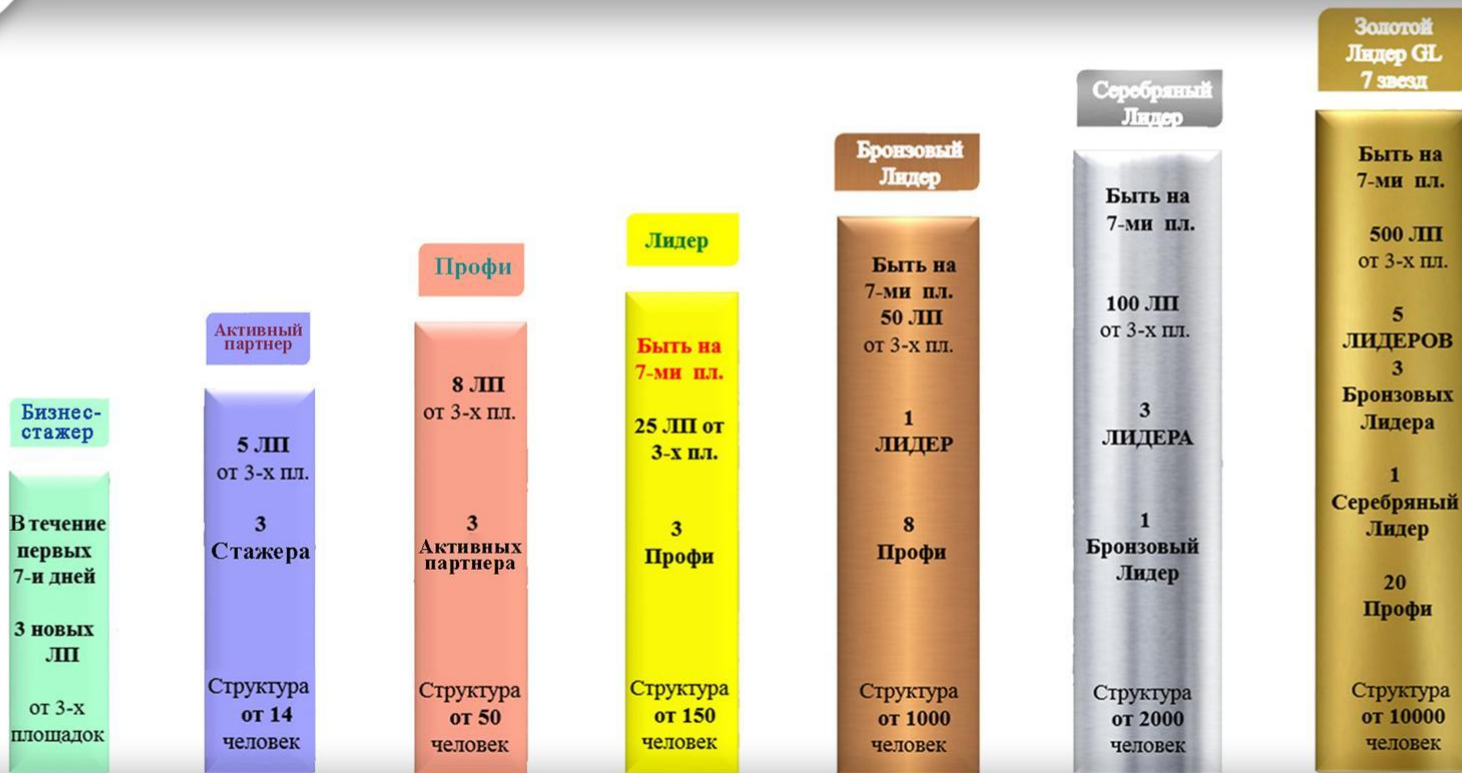 Бизнес-
стажер
В течение
первых
7-и дней
3 новых
ЛП
от 3-х
площадок
Активный
партнер
5 ЛП
от 3-х пл.
3
Стажера
Структура
от 14
человек
Профи
8 ЛП
от 3-х пл.
3
Активных
партнера
Структура
от 50
человек
Лидер
Быть на
7-ми пл.
25 ЛП от
3-х пл.
3
Профи
Структура
от 150
человек
Бронзовый
Лидер
Быть на
7-ми пл.
50 ЛП
от 3-х пл.
1
ЛИДЕР
8
Профи
Структура
от 1000
человек
Серебряный
Лидер
Быть на
7-ми пл.
100 ЛП
от 3-х пл.
3
ЛИДЕРА
1
Бронзовый
Лидер
Структура
от 2000
человек
Золотой
Лидер GL
7 звезд
Быть на
7-ми пл.
500 ЛП
от 3-х пл.
5
ЛИДЕРОВ
3
Бронзовых
Лидера
1
Серебряный
Лидер
20
Профи
Структура
от 10000
человек